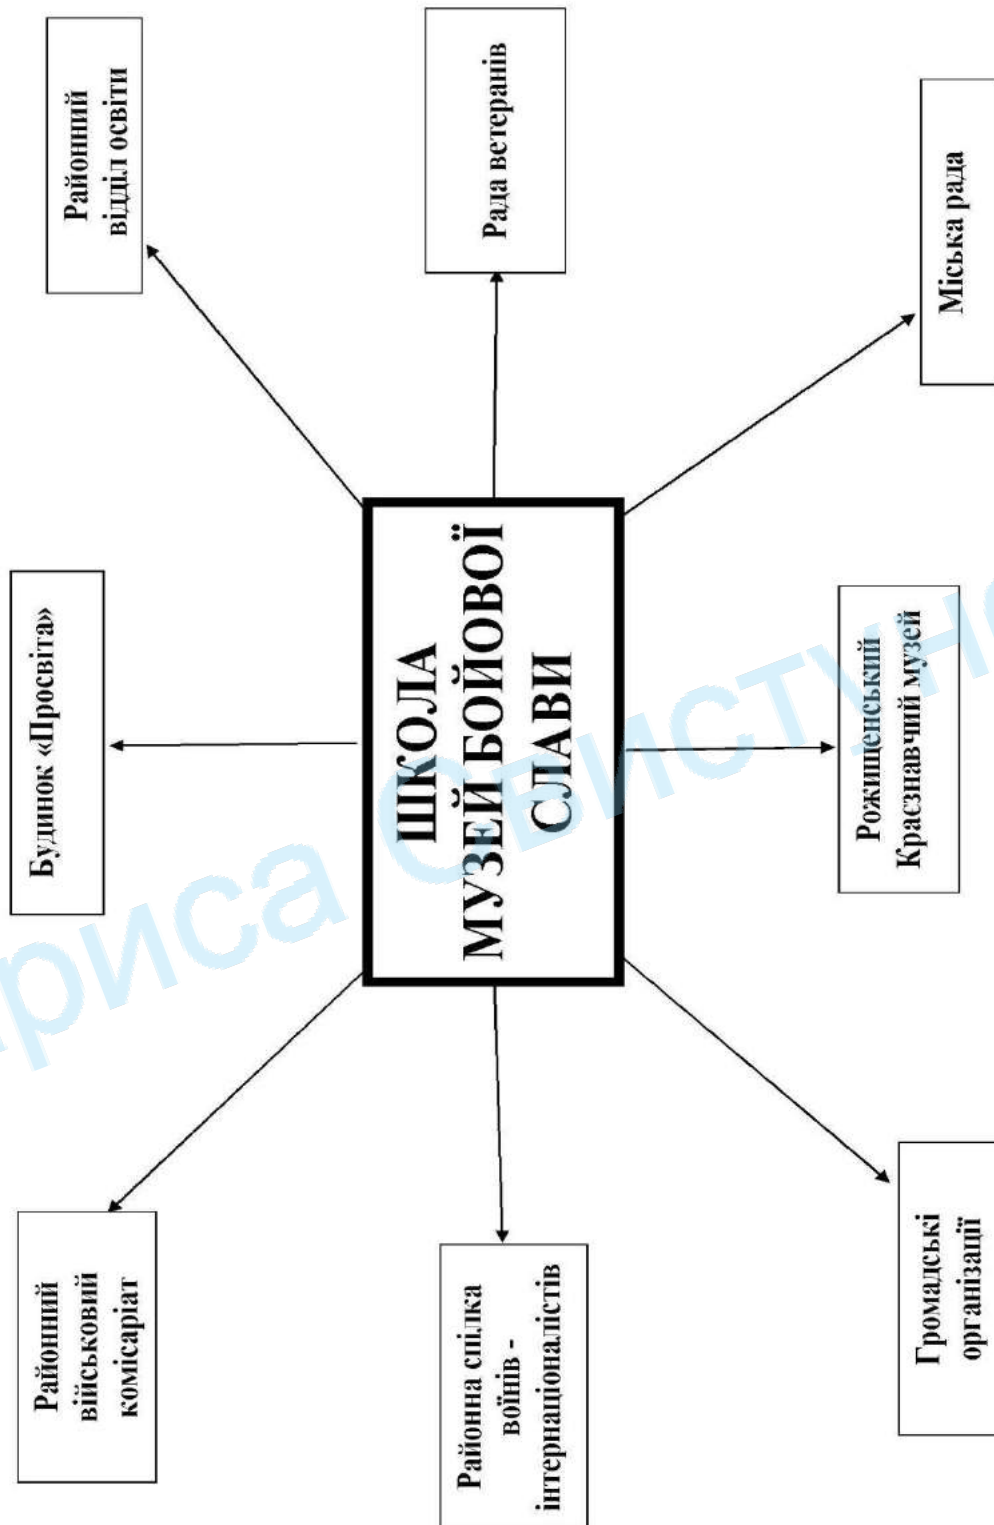 Районний
військовий
комісаріат
Будинок «Просвіта»
Районний
відділ освіти
Районна спілка
воїнів -
інтернаціоналістів
ШКОЛА
МУЗЕЙ БОЙОВОЇ
СЛАВИ
Рада ветеранів
Громадські
організації
Рожищенський
Краєзнавчий музей
Міська рада